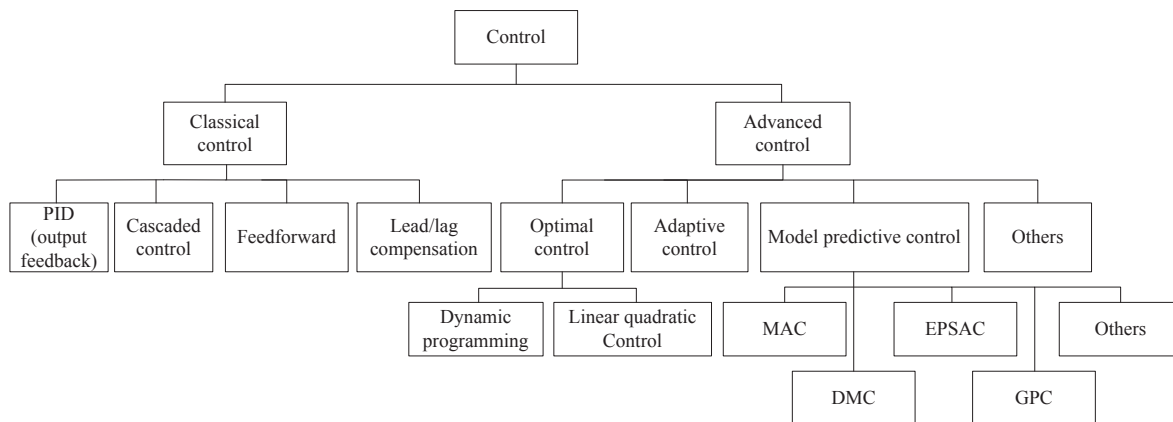 Control
Classical
control
Advanced
control
PID
(output
feedback)
Cascaded
control
Feedforward
Lead/lag
compensation
Optimal
control
Adaptive
control
Model predictive control
Others
Dynamic
programming
Linear quadratic
Control
MAC
EPSAC
Others
DMC
GPC